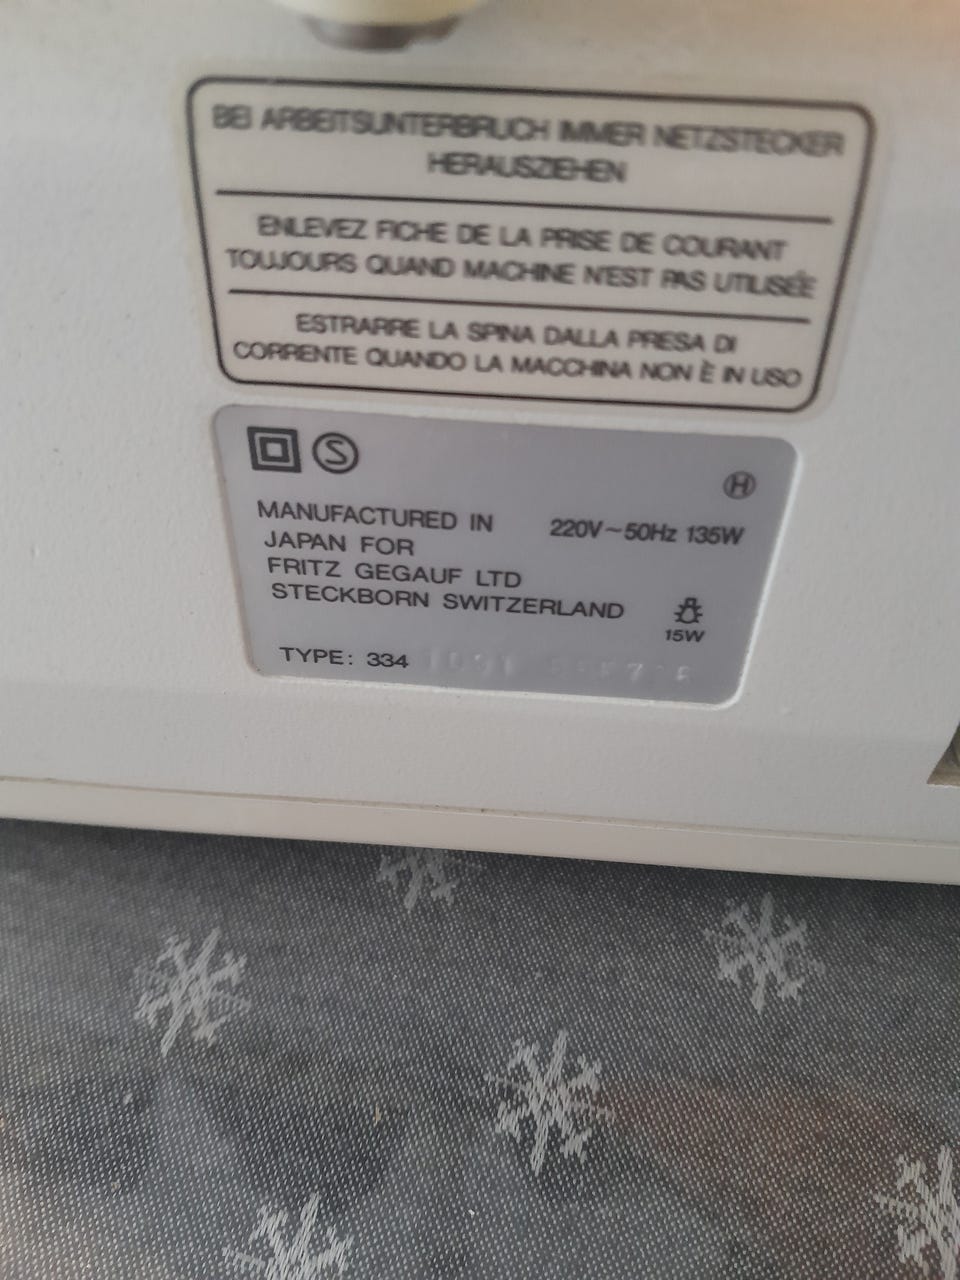 BEI ARBEITSUNTERBRUCH IMMER NETZSTECKER
HERAUSZIEHEN
ENLEVEZ FICHE DE LA PRISE DE COURANT
TOUJOURS QUAND MACHINE N'EST PAS UTILISÉE
ESTRARRE LA SPINA DALLA PRESA DI
CORRENTE QUANDO LA MACCHINA NON È IN USO
S
H
MANUFACTURED IN
JAPAN FOR
FRITZ GEGAUF LTD
STECKBORN SWITZERLAND
220V~50Hz 135W
15W
TYPE: 334